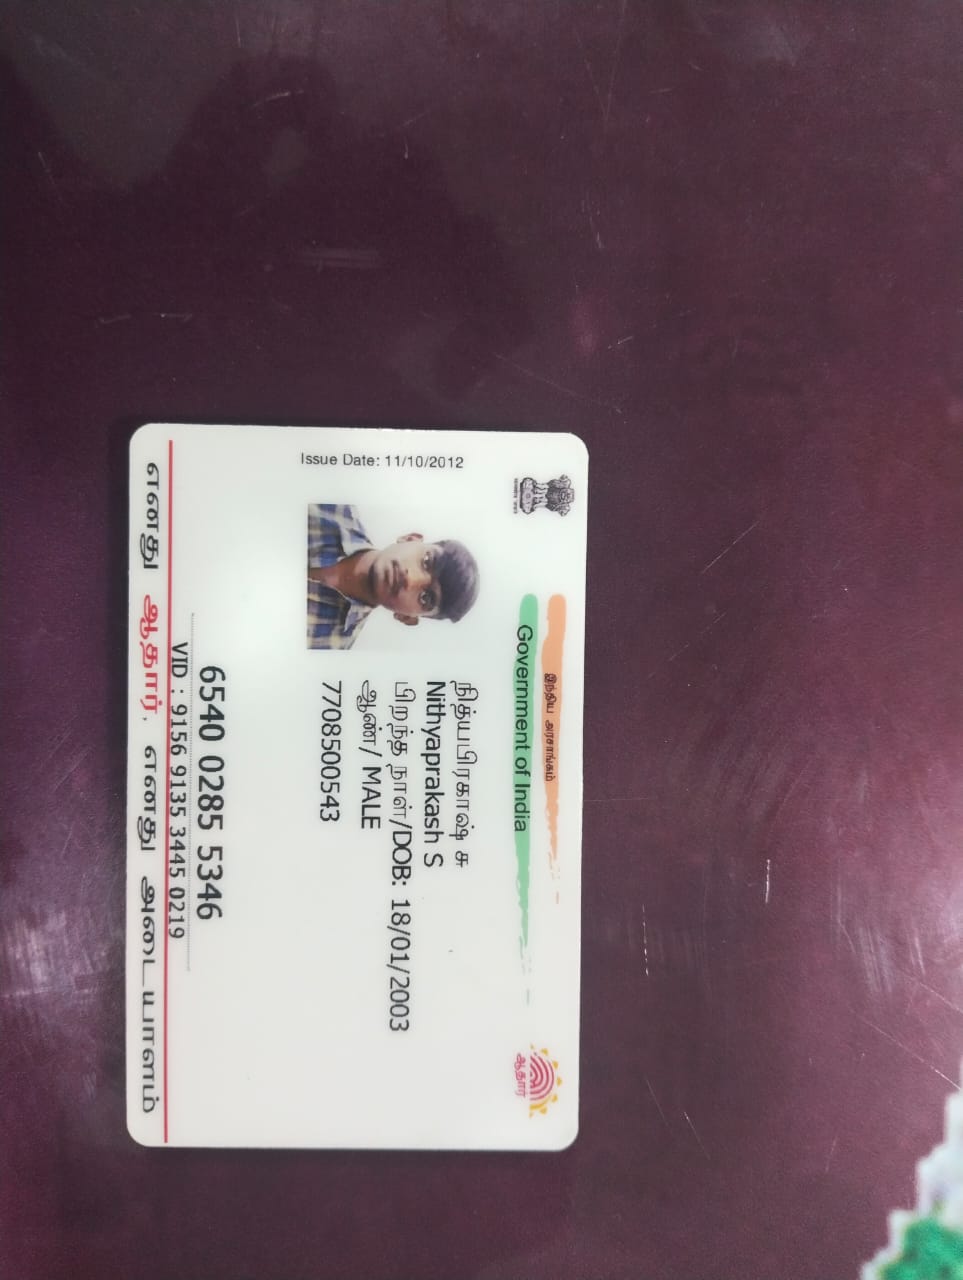 இந்திய அரசாங்கம்
Government of India
Issue Date: 11/10/2012
நித்யபிரகாஷ் ச
Nithyaprakash S
பிறந்த நாள்/DOB: 18/01/2003
ஆண்/ MALE
7708500543
ஆதார்
6540 0285 5346
VID : 9156 9135 3445 0219
எனது ஆதார், எனது அடையாளம்